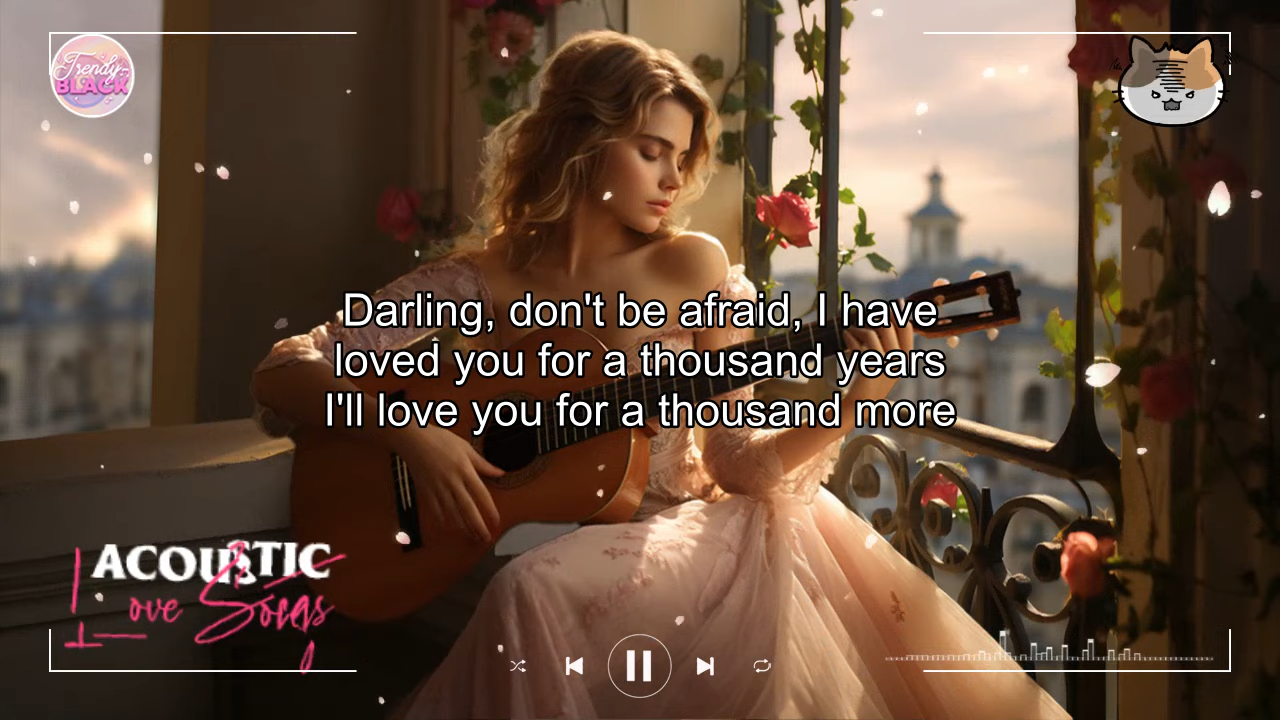 Trendy
BLACK
Darling, don't be afraid, I have
loved you for a thousand years
I'll love you for a thousand more
ACOUSTIC
Love Songs